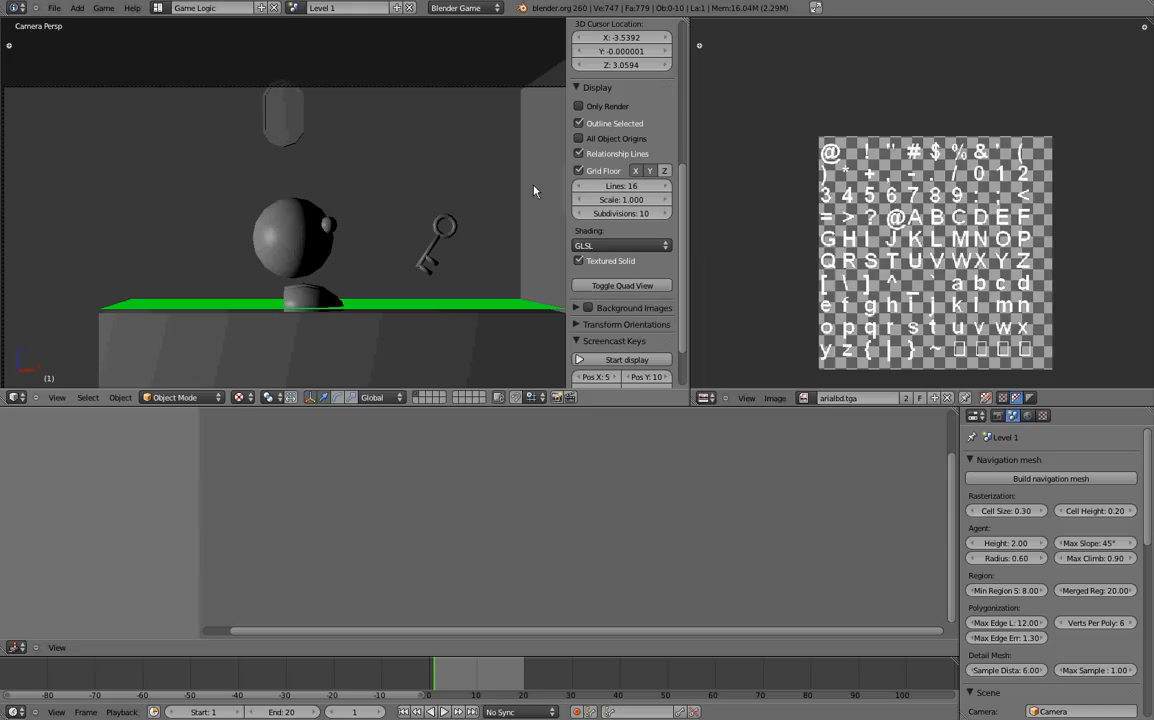 File Add Game Help Game Logic Level 1 Blender Game blender.org 260 | Ve:747 | Fa:779 | Ob:0-10 | La:1 | Mem:16.04M (2.29M)
Camera Persp
3D Cursor Location:
X: -3.5392
Y: -0.000001
Z: 3.0594
Display
Only Render
Outline Selected
All Object Origins
Relationship Lines
Grid Floor X Y Z
Lines: 16
Scale: 1.000
Subdivisions: 10
Shading:
GLSL
Textured Solid
Toggle Quad View
Background Images
Transform Orientations
Screencast Keys
Start display
Pos X: 5 Pos Y: 10
(1)
View Select Object Object Mode Global
@ ! " # $ % & ' (
) * + , - . / 0 1 2
3 4 5 6 7 8 9 : ; <
= > ? @ A B C D E F
G H I J K L M N O P
Q R S T U V W X Y Z
[ \ ] ^ _ ` a b c d
e f g h i j k l m n
o p q r s t u v w x
y z { | } ~
View Image arialbd.tga 2 F
Level 1
Navigation mesh
Build navigation mesh
Rasterization:
Cell Size: 0.30 Cell Height: 0.20
Agent:
Height: 2.00 Max Slope: 45°
Radius: 0.60 Max Climb: 0.90
Region:
Min Region S: 8.00 Merged Reg: 20.00
Polygonization:
Max Edge L: 12.00 Verts Per Poly: 6
Max Edge Err: 1.30
Detail Mesh:
Sample Dista: 6.00 Max Sample : 1.00
Scene
Camera: Camera
View
-80 -70 -60 -50 -40 -30 -20 -10 0 10 20 30 40 50 60 70 80 90 100
View Frame Playback Start: 1 End: 20 1 No Sync